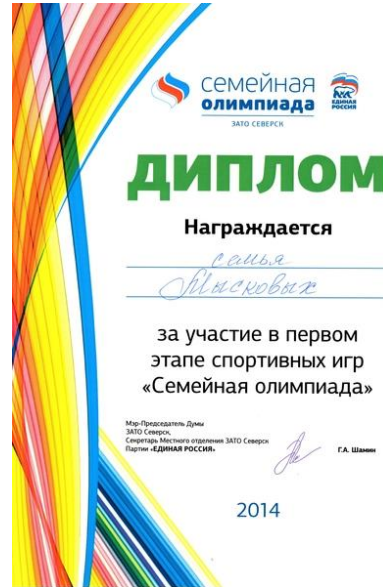 семейная
олимпиада
ЗАТО СЕВЕРСК
ЕДИНАЯ
РОССИЯ
ДИПЛОМ
Награждается
семья
Мысковых
за участие в первом
этапе спортивных игр
«Семейная олимпиада»
Мэр-Председатель Думы
ЗАТО Северск,
Секретарь Местного отделения ЗАТО Северск
Партии «ЕДИНАЯ РОССИЯ»
Г.А. Шамин
2014